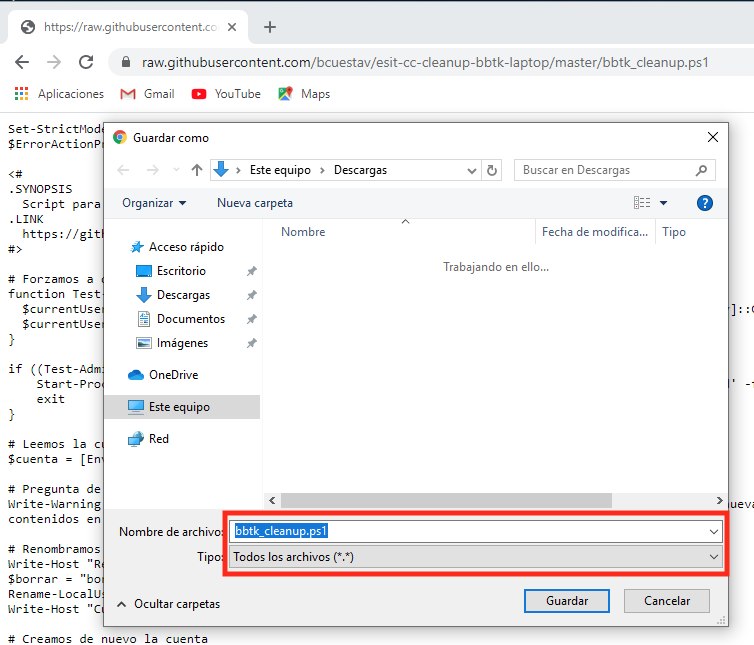 https://raw.githubusercontent.co
raw.githubusercontent.com/bcuestav/esit-cc-cleanup-bbtk-laptop/master/bbtk_cleanup.ps1
Aplicaciones Gmail YouTube Maps
Set-StrictMode
$ErrorActionPr
<#
.SYNOPSIS
Script para
.LINK
https://gith
#>
# Forzamos a
function Test-
$currentUser
$currentUser
}
if ((Test-Admi
Start-Proc
exit
}
# Leemos la cu
$cuenta = [Env
# Pregunta de
Write-Warning
contenidos en
# Renombramos
Write-Host "Re
$borrar = "bor
Rename-LocalUs
Write-Host "Cu
# Creamos de nuevo la cuenta
Guardar como
Este equipo Descargas
Buscar en Descargas
Organizar Nueva carpeta
Nombre Fecha de modifica... Tipo
Trabajando en ello...
Acceso rápido
Escritorio
Descargas
Documentos
Imágenes
OneDrive
Este equipo
Red
Nombre de archivo: bbtk_cleanup.ps1
Tipo: Todos los archivos (*.*)
Ocultar carpetas
Guardar Cancelar